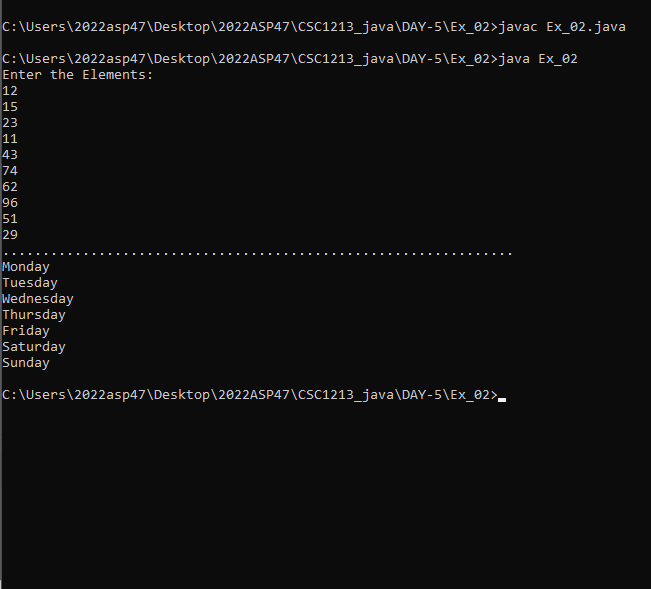 C:\Users\2022asp47\Desktop\2022ASP47\CSC1213_java\DAY-5\Ex_02>javac Ex_02.java
C:\Users\2022asp47\Desktop\2022ASP47\CSC1213_java\DAY-5\Ex_02>java Ex_02
Enter the Elements:
12
15
23
11
43
74
62
96
51
29
................................................................
Monday
Tuesday
Wednesday
Thursday
Friday
Saturday
Sunday
C:\Users\2022asp47\Desktop\2022ASP47\CSC1213_java\DAY-5\Ex_02>